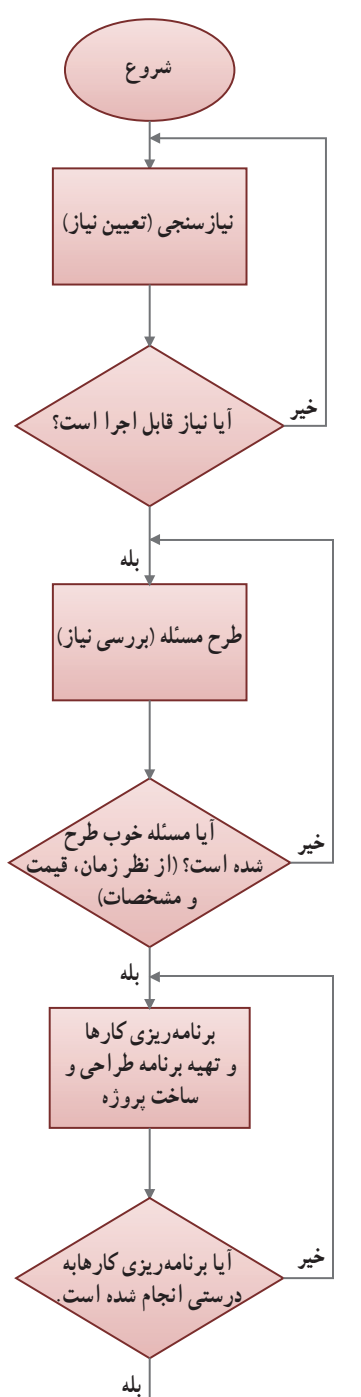 شروع
نیازسنجی (تعیین نیاز)
آیا نیاز قابل اجرا است؟
خیر
بله
طرح مسئله (بررسی نیاز)
آیا مسئله خوب طرح
شده است؟ (از نظر زمان، قیمت
و مشخصات)
خیر
بله
برنامه‌ریزی کارها
و تهیه برنامه طراحی و
ساخت پروژه
آیا برنامه‌ریزی کارهابه
درستی انجام شده است.
خیر
بله